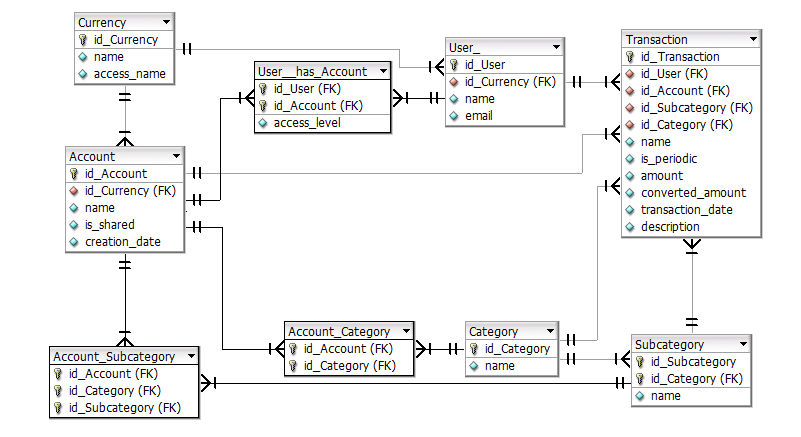 Currency
id_Currency
name
access_name
User__has_Account
id_User (FK)
id_Account (FK)
access_level
User_
id_User
id_Currency (FK)
name
email
Transaction
id_Transaction
id_User (FK)
id_Account (FK)
id_Subcategory (FK)
id_Category (FK)
name
is_periodic
amount
converted_amount
transaction_date
description
Account
id_Account
id_Currency (FK)
name
is_shared
creation_date
Account_Subcategory
id_Account (FK)
id_Category (FK)
id_Subcategory (FK)
Account_Category
id_Account (FK)
id_Category (FK)
Category
id_Category
name
Subcategory
id_Subcategory
id_Category (FK)
name